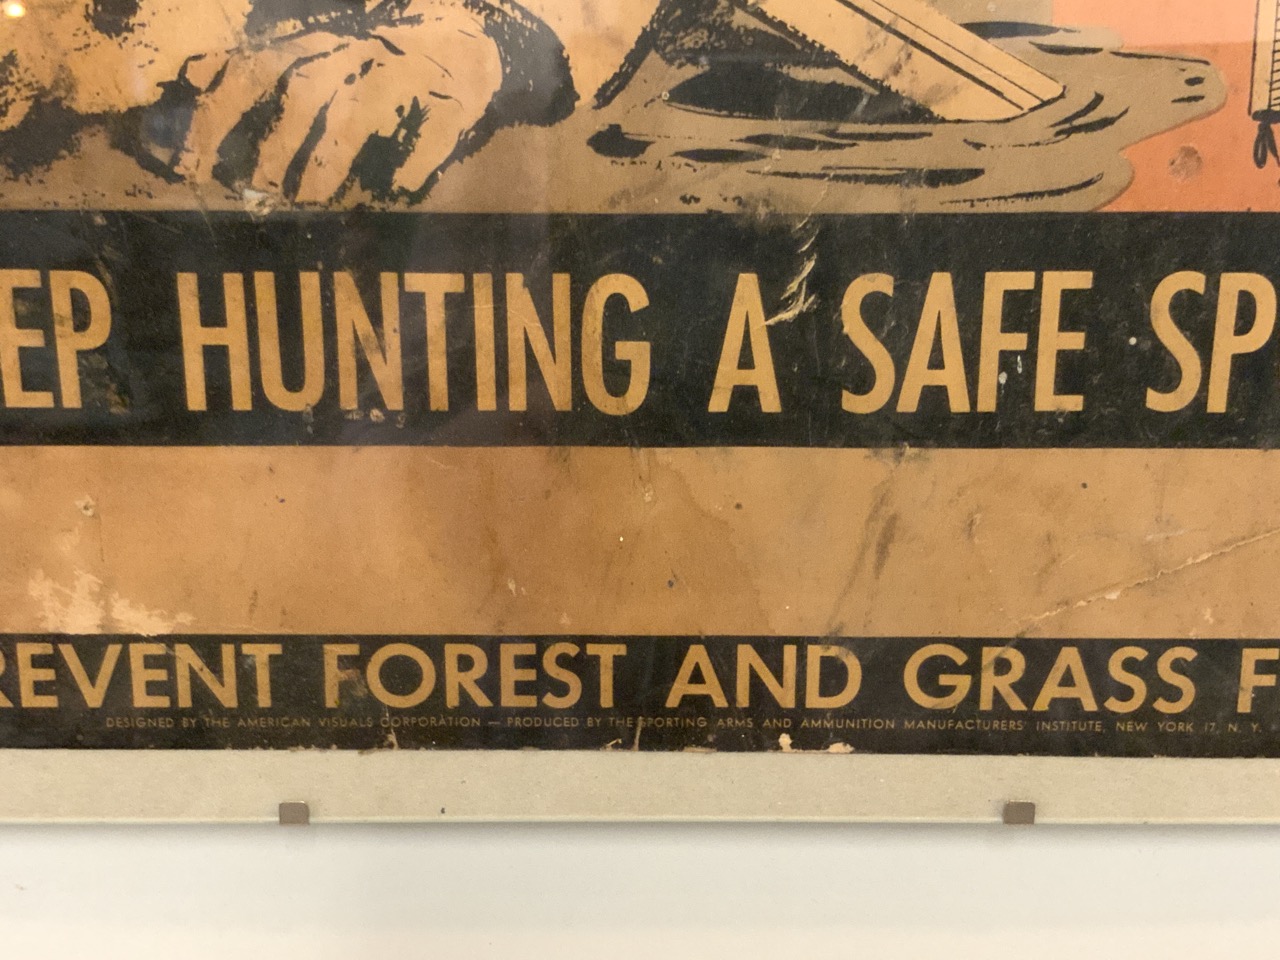 EP HUNTING A SAFE SP
REVENT FOREST AND GRASS F
DESIGNED BY THE AMERICAN VISUALS CORPORATION — PRODUCED BY THE SPORTING ARMS AND AMMUNITION MANUFACTURERS' INSTITUTE, NEW YORK 17, N. Y.